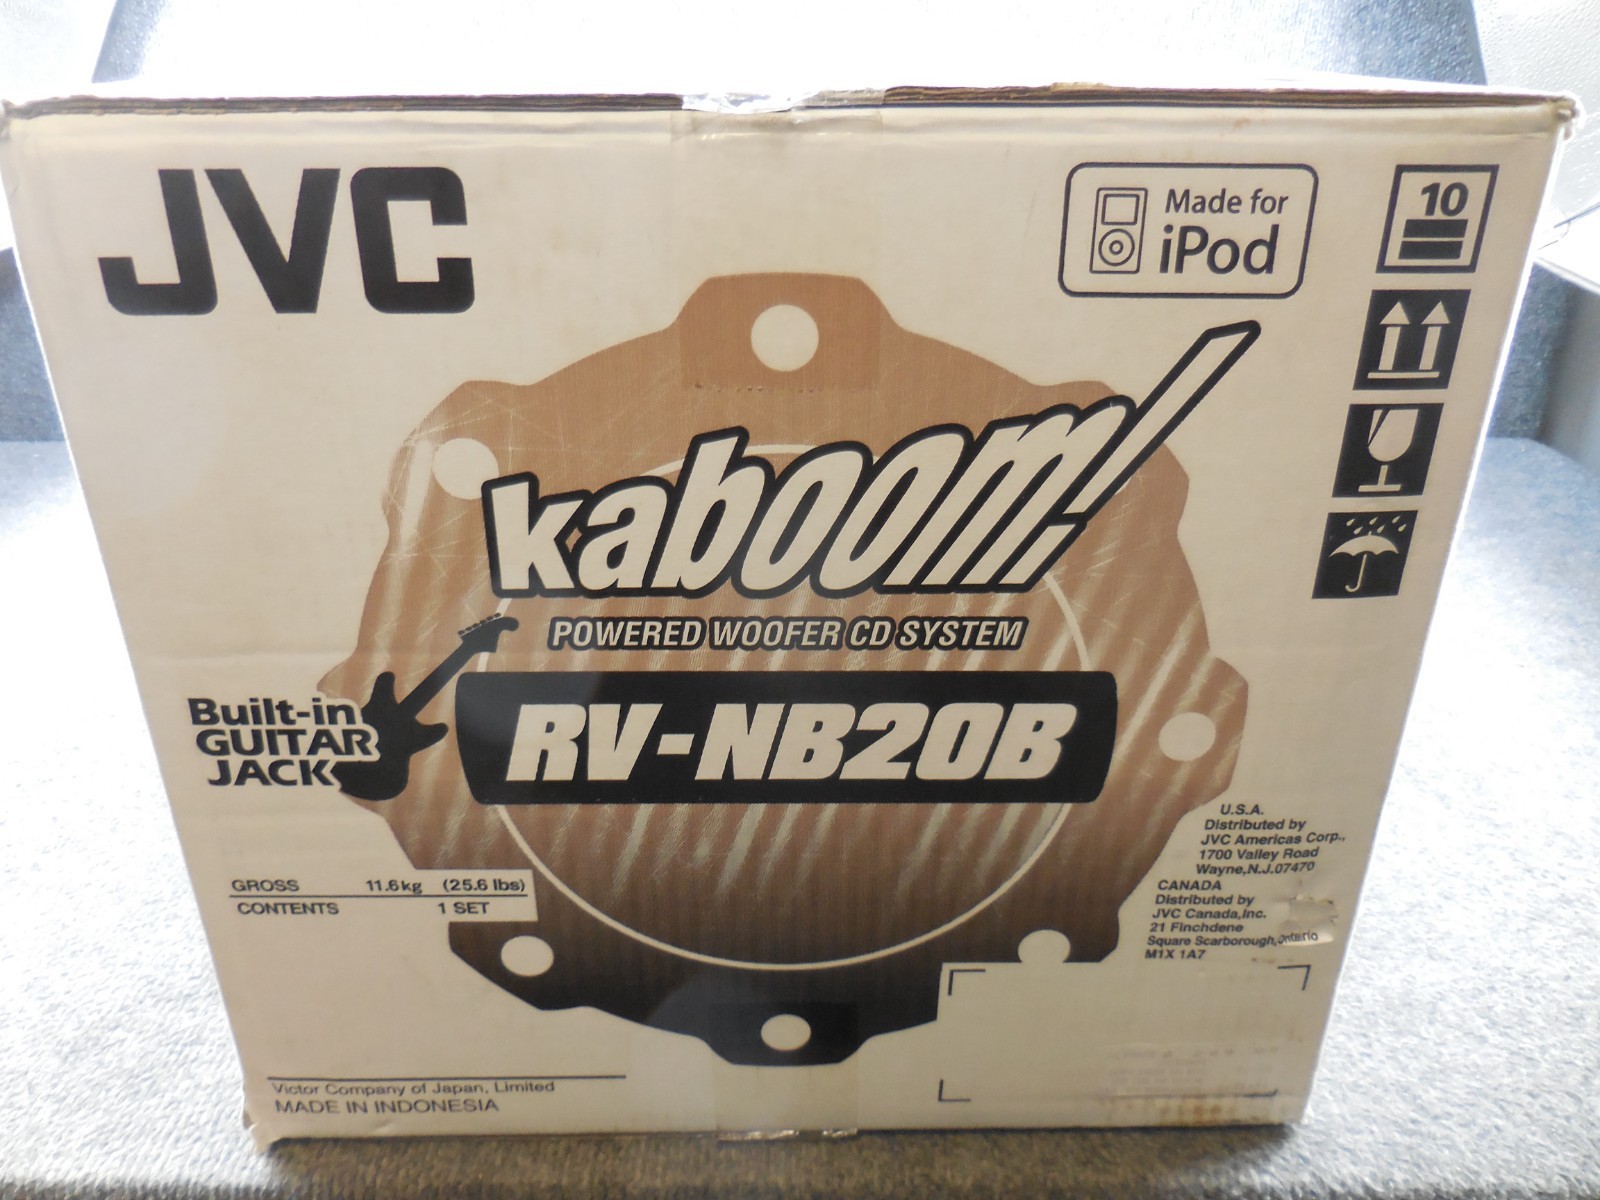 JVC
Made for
iPod
10
kaboom!
POWERED WOOFER CD SYSTEM
RV-NB20B
Built-in
GUITAR
JACK
GROSS 11.6kg (25.6 lbs)
CONTENTS 1 SET
U.S.A.
Distributed by
JVC Americas Corp.,
1700 Valley Road
Wayne,N.J.07470
CANADA
Distributed by
JVC Canada,Inc.
21 Finchdene
Square Scarborough,Ontario
M1X 1A7
Victor Company of Japan, Limited
MADE IN INDONESIA